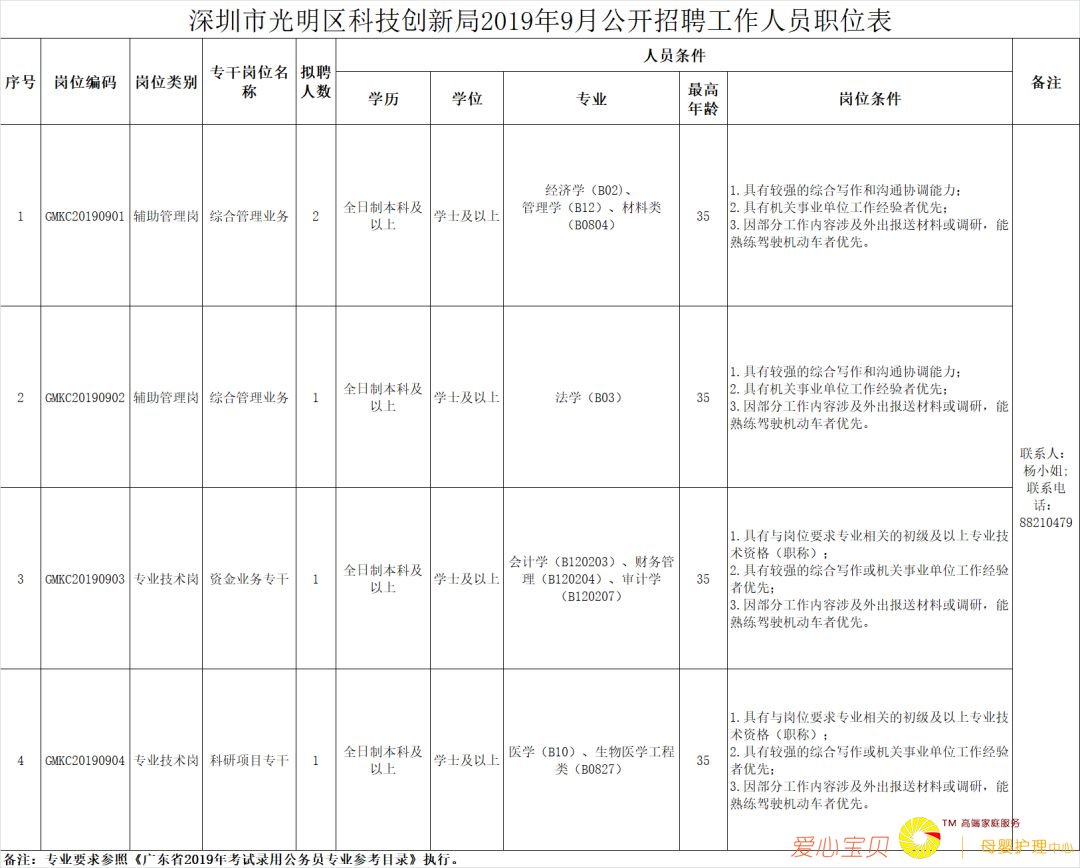 深圳市光明区科技创新局2019年9月公开招聘工作人员职位表
序号
岗位编码
岗位类别
专干岗位名
称
拟聘
人数
人员条件
备注
学历
学位
专业
最高
年龄
岗位条件
1
GMKC20190901
辅助管理岗
综合管理业务
2
全日制本科及
以上
学士及以上
经济学（B02）、
管理学（B12）、材料类
（B0804）
35
1.具有较强的综合写作和沟通协调能力；
2.具有机关事业单位工作经验者优先；
3.因部分工作内容涉及外出报送材料或调研，能
熟练驾驶机动车者优先。
2
GMKC20190902
辅助管理岗
综合管理业务
1
全日制本科及
以上
学士及以上
法学（B03）
35
1.具有较强的综合写作和沟通协调能力；
2.具有机关事业单位工作经验者优先；
3.因部分工作内容涉及外出报送材料或调研，能
熟练驾驶机动车者优先。
联系人：
杨小姐;
联系电
话：
88210479
3
GMKC20190903
专业技术岗
资金业务专干
1
全日制本科及
以上
学士及以上
会计学（B120203）、财务管
理（B120204）、审计学
（B120207）
35
1.具有与岗位要求专业相关的初级及以上专业技
术资格（职称）；
2.具有较强的综合写作或机关事业单位工作经验
者优先；
3.因部分工作内容涉及外出报送材料或调研，能
熟练驾驶机动车者优先。
4
GMKC20190904
专业技术岗
科研项目专干
1
全日制本科及
以上
学士及以上
医学（B10）、生物医学工程
类（B0827）
35
1.具有与岗位要求专业相关的初级及以上专业技
术资格（职称）；
2.具有较强的综合写作或机关事业单位工作经验
者优先；
3.因部分工作内容涉及外出报送材料或调研，能
熟练驾驶机动车者优先。
备注：专业要求参照《广东省2019年考试录用公务员专业参考目录》执行。
爱心宝贝
TM 高端家庭服务
母婴护理中心